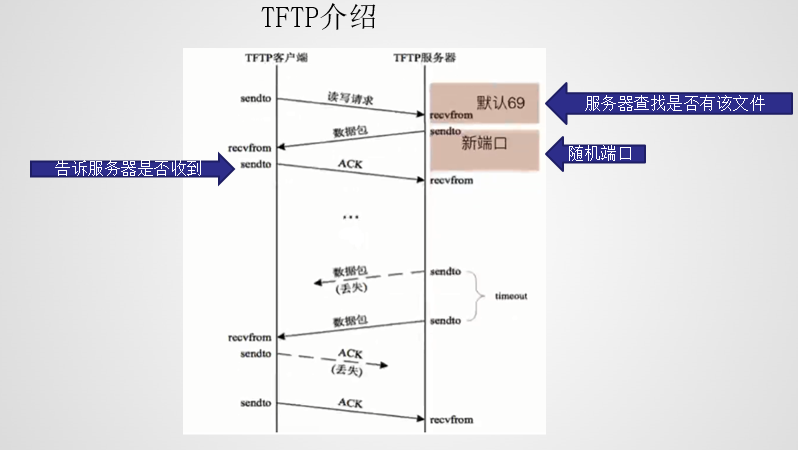 TFTP介绍
TFTP客户端
TFTP服务器
sendto
读写请求
recvfrom
默认69
服务器查找是否有该文件
sendto
数据包
recvfrom
新端口
随机端口
告诉服务器是否收到
sendto
ACK
recvfrom
...
数据包
(丢失)
sendto
timeout
数据包
sendto
recvfrom
sendto
ACK
(丢失)
sendto
ACK
recvfrom